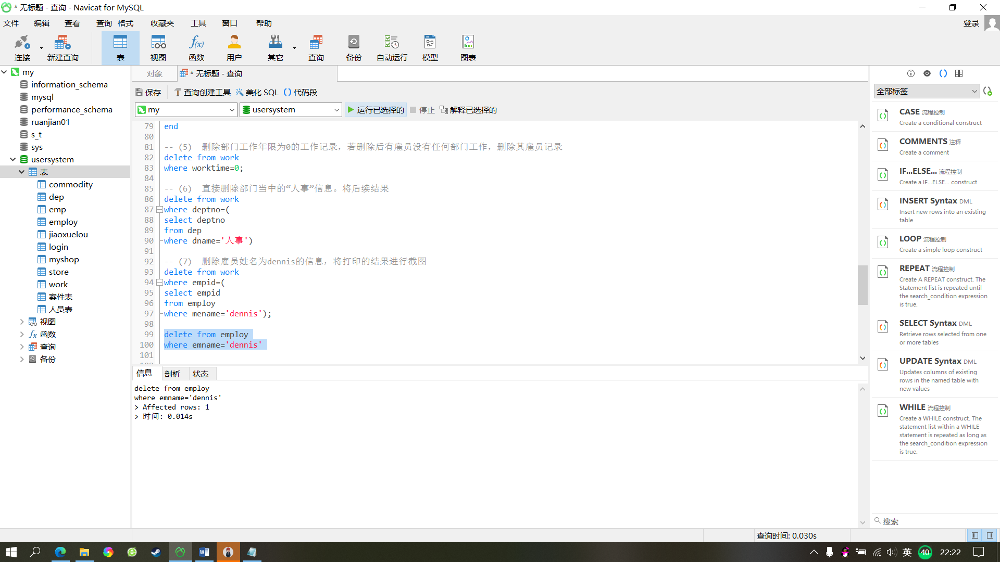 * 无标题 - 查询 - Navicat for MySQL
文件 编辑 查看 查询 格式 收藏夹 工具 窗口 帮助 登录
连接 新建查询 表 视图 函数 用户 其它 查询 备份 自动运行 模型 图表
my
information_schema
mysql
performance_schema
ruanjian01
s_t
sys
usersystem
表
commodity
dep
emp
employ
jiaoxuelou
login
myshop
store
work
案件表
人员表
视图
函数
查询
备份
对象 * 无标题 - 查询
保存 查询创建工具 美化 SQL 代码段
my usersystem 运行已选择的 停止 解释已选择的
79 end
80
81 -- (5) 删除部门工作年限为0的工作记录，若删除后有雇员没有任何部门工作，删除其雇员记录
82 delete from work
83 where worktime=0;
84
85 -- (6) 直接删除部门当中的“人事”信息。将后续结果
86 delete from work
87 where deptno=(
88 select deptno
89 from dep
90 where dname='人事')
91
92 -- (7) 删除雇员姓名为dennis的信息，将打印的结果进行截图
93 delete from work
94 where empid=(
95 select empid
96 from employ
97 where mename='dennis');
98
99 delete from employ
100 where emname='dennis'
101
信息 剖析 状态
delete from employ
where emname='dennis'
> Affected rows: 1
> 时间: 0.014s
全部标签
CASE 流程控制
Create a conditional construct
COMMENTS 注释
Create a comment
IF...ELSE... 流程控制
Create a IF...ELSE... construct
INSERT Syntax DML
Insert new rows into an existing
table
LOOP 流程控制
Create a simple loop construct
REPEAT 流程控制
Create A REPEAT construct. The
Statement list is repeated until
the search_condition expression
is true.
SELECT Syntax DML
Retrieve rows selected from one
or more tables
UPDATE Syntax DML
Updates columns of existing
rows in the named table with
new values
WHILE 流程控制
Create a WHILE construct. The
statement list within a WHILE
statement is repeated as long as
the search_condition expression
is true.
搜索
查询时间: 0.030s
英 40 22:22